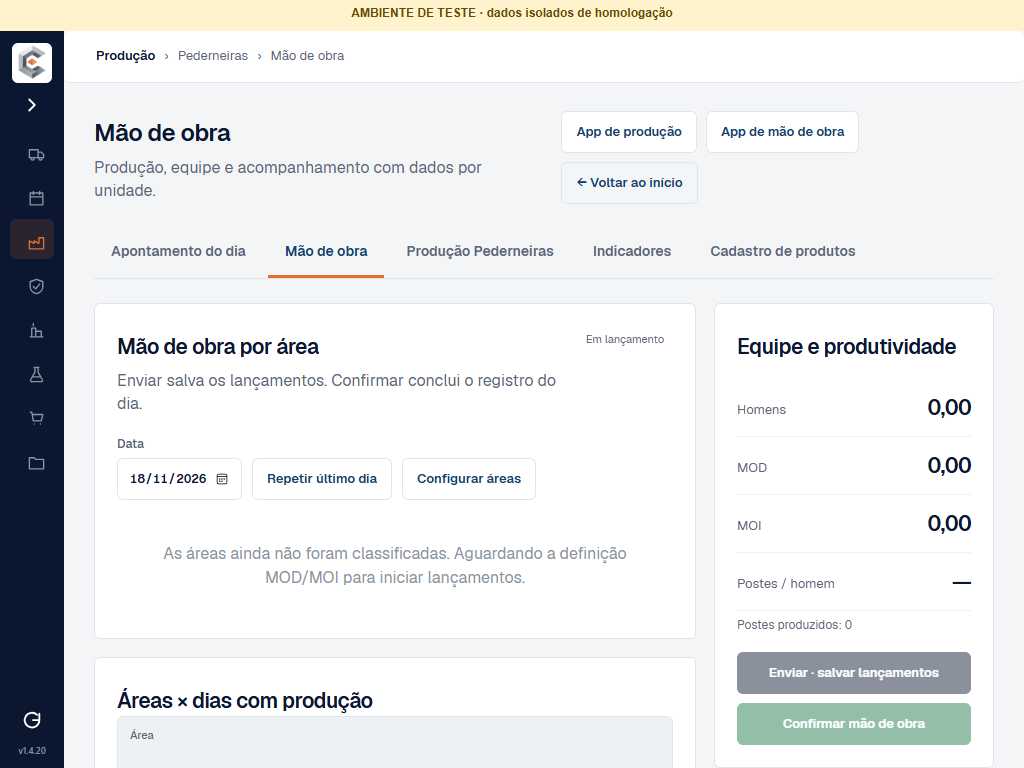 AMBIENTE DE TESTE · dados isolados de homologação
Produção › Pederneiras › Mão de obra
Mão de obra
Produção, equipe e acompanhamento com dados por
unidade.
App de produção
App de mão de obra
← Voltar ao início
Apontamento do dia
Mão de obra
Produção Pederneiras
Indicadores
Cadastro de produtos
Mão de obra por área
Em lançamento
Enviar salva os lançamentos. Confirmar conclui o registro do
dia.
Data
18/11/2026
Repetir último dia
Configurar áreas
As áreas ainda não foram classificadas. Aguardando a definição
MOD/MOI para iniciar lançamentos.
Áreas × dias com produção
Área
Equipe e produtividade
Homens 0,00
MOD 0,00
MOI 0,00
Postes / homem —
Postes produzidos: 0
Enviar · salvar lançamentos
Confirmar mão de obra
v1.4.20